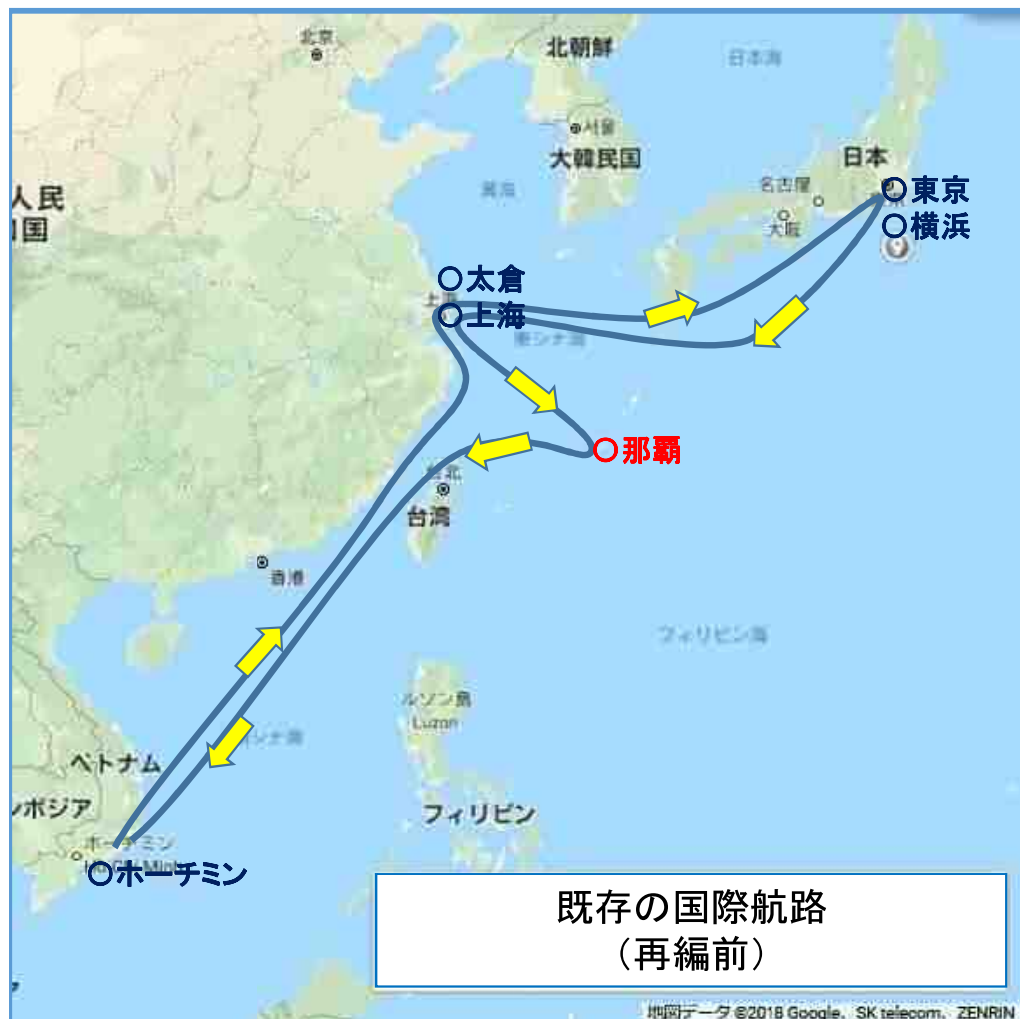 北京
北朝鮮
日本海
서울
大韓民国
日本
名古屋
東京
人民
国
黄海
大阪
横浜
太倉
上海
東シナ海
那覇
台北
台湾
香港
フィリピン海
ルソン島
Luzon
シナ海
ベトナム
ンボジア
フィリピン
ホーチミン
ホーチミン
既存の国際航路
（再編前）
地図データ ©2018 Google、SK telecom、ZENRIN